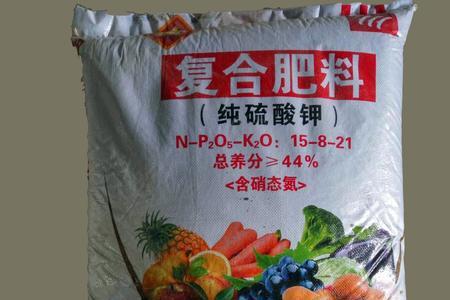 复合肥料
（纯硫酸钾）
N-P₂O₅-K₂O：15-8-21
总养分≥44%
<含硝态氮>